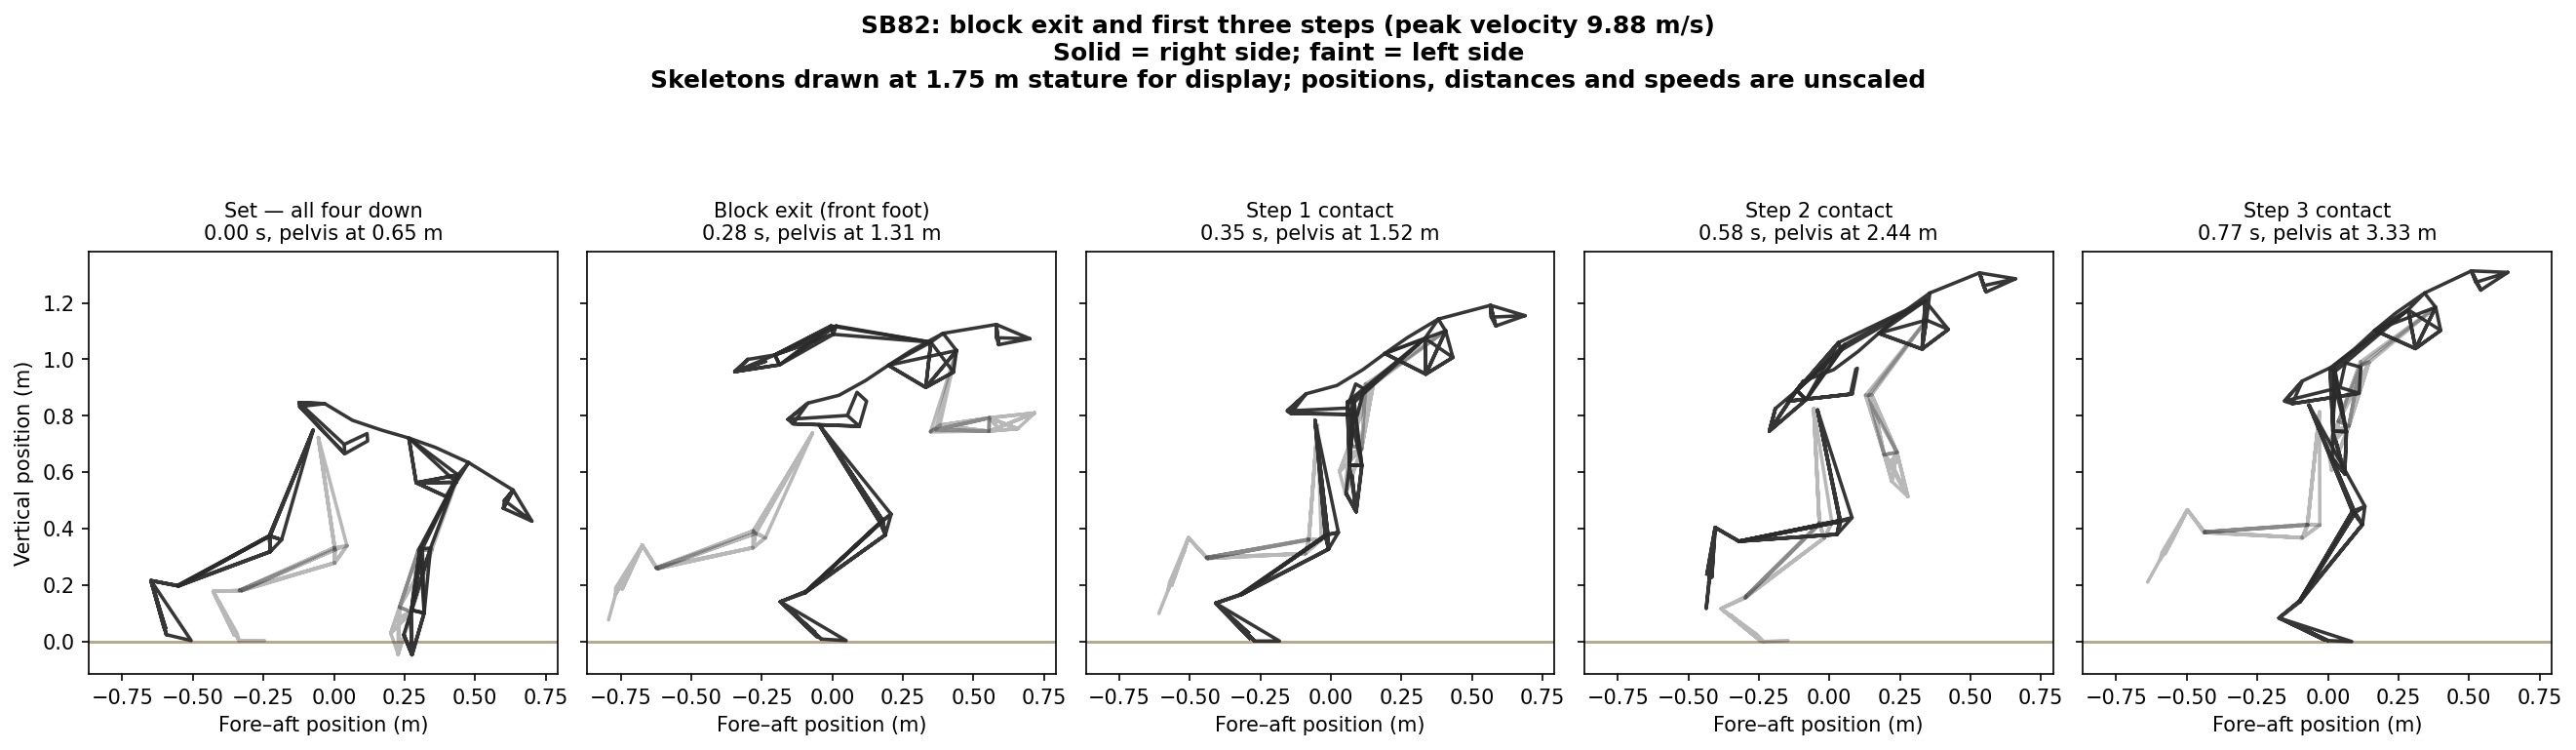 SB82: block exit and first three steps (peak velocity 9.88 m/s)
Solid = right side; faint = left side
Skeletons drawn at 1.75 m stature for display; positions, distances and speeds are unscaled
Set — all four down
0.00 s, pelvis at 0.65 m
Block exit (front foot)
0.28 s, pelvis at 1.31 m
Step 1 contact
0.35 s, pelvis at 1.52 m
Step 2 contact
0.58 s, pelvis at 2.44 m
Step 3 contact
0.77 s, pelvis at 3.33 m
Vertical position (m)
1.2
1.0
0.8
0.6
0.4
0.2
0.0
−0.75 −0.50 −0.25 0.00 0.25 0.50 0.75
−0.75 −0.50 −0.25 0.00 0.25 0.50 0.75
−0.75 −0.50 −0.25 0.00 0.25 0.50 0.75
−0.75 −0.50 −0.25 0.00 0.25 0.50 0.75
−0.75 −0.50 −0.25 0.00 0.25 0.50 0.75
Fore–aft position (m)
Fore–aft position (m)
Fore–aft position (m)
Fore–aft position (m)
Fore–aft position (m)